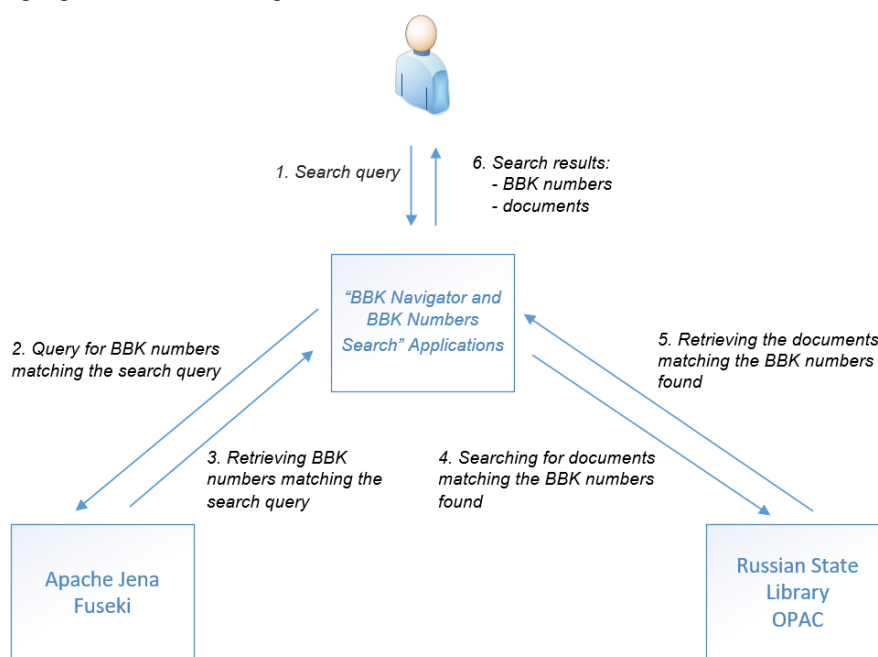 1. Search query
6. Search results:
- BBK numbers
- documents
“BBK Navigator and
BBK Numbers
Search” Applications
2. Query for BBK numbers
matching the search query
5. Retrieving the documents
matching the BBK numbers
found
3. Retrieving BBK
numbers matching the
search query
4. Searching for documents
matching the BBK numbers
found
Apache Jena
Fuseki
Russian State
Library
OPAC